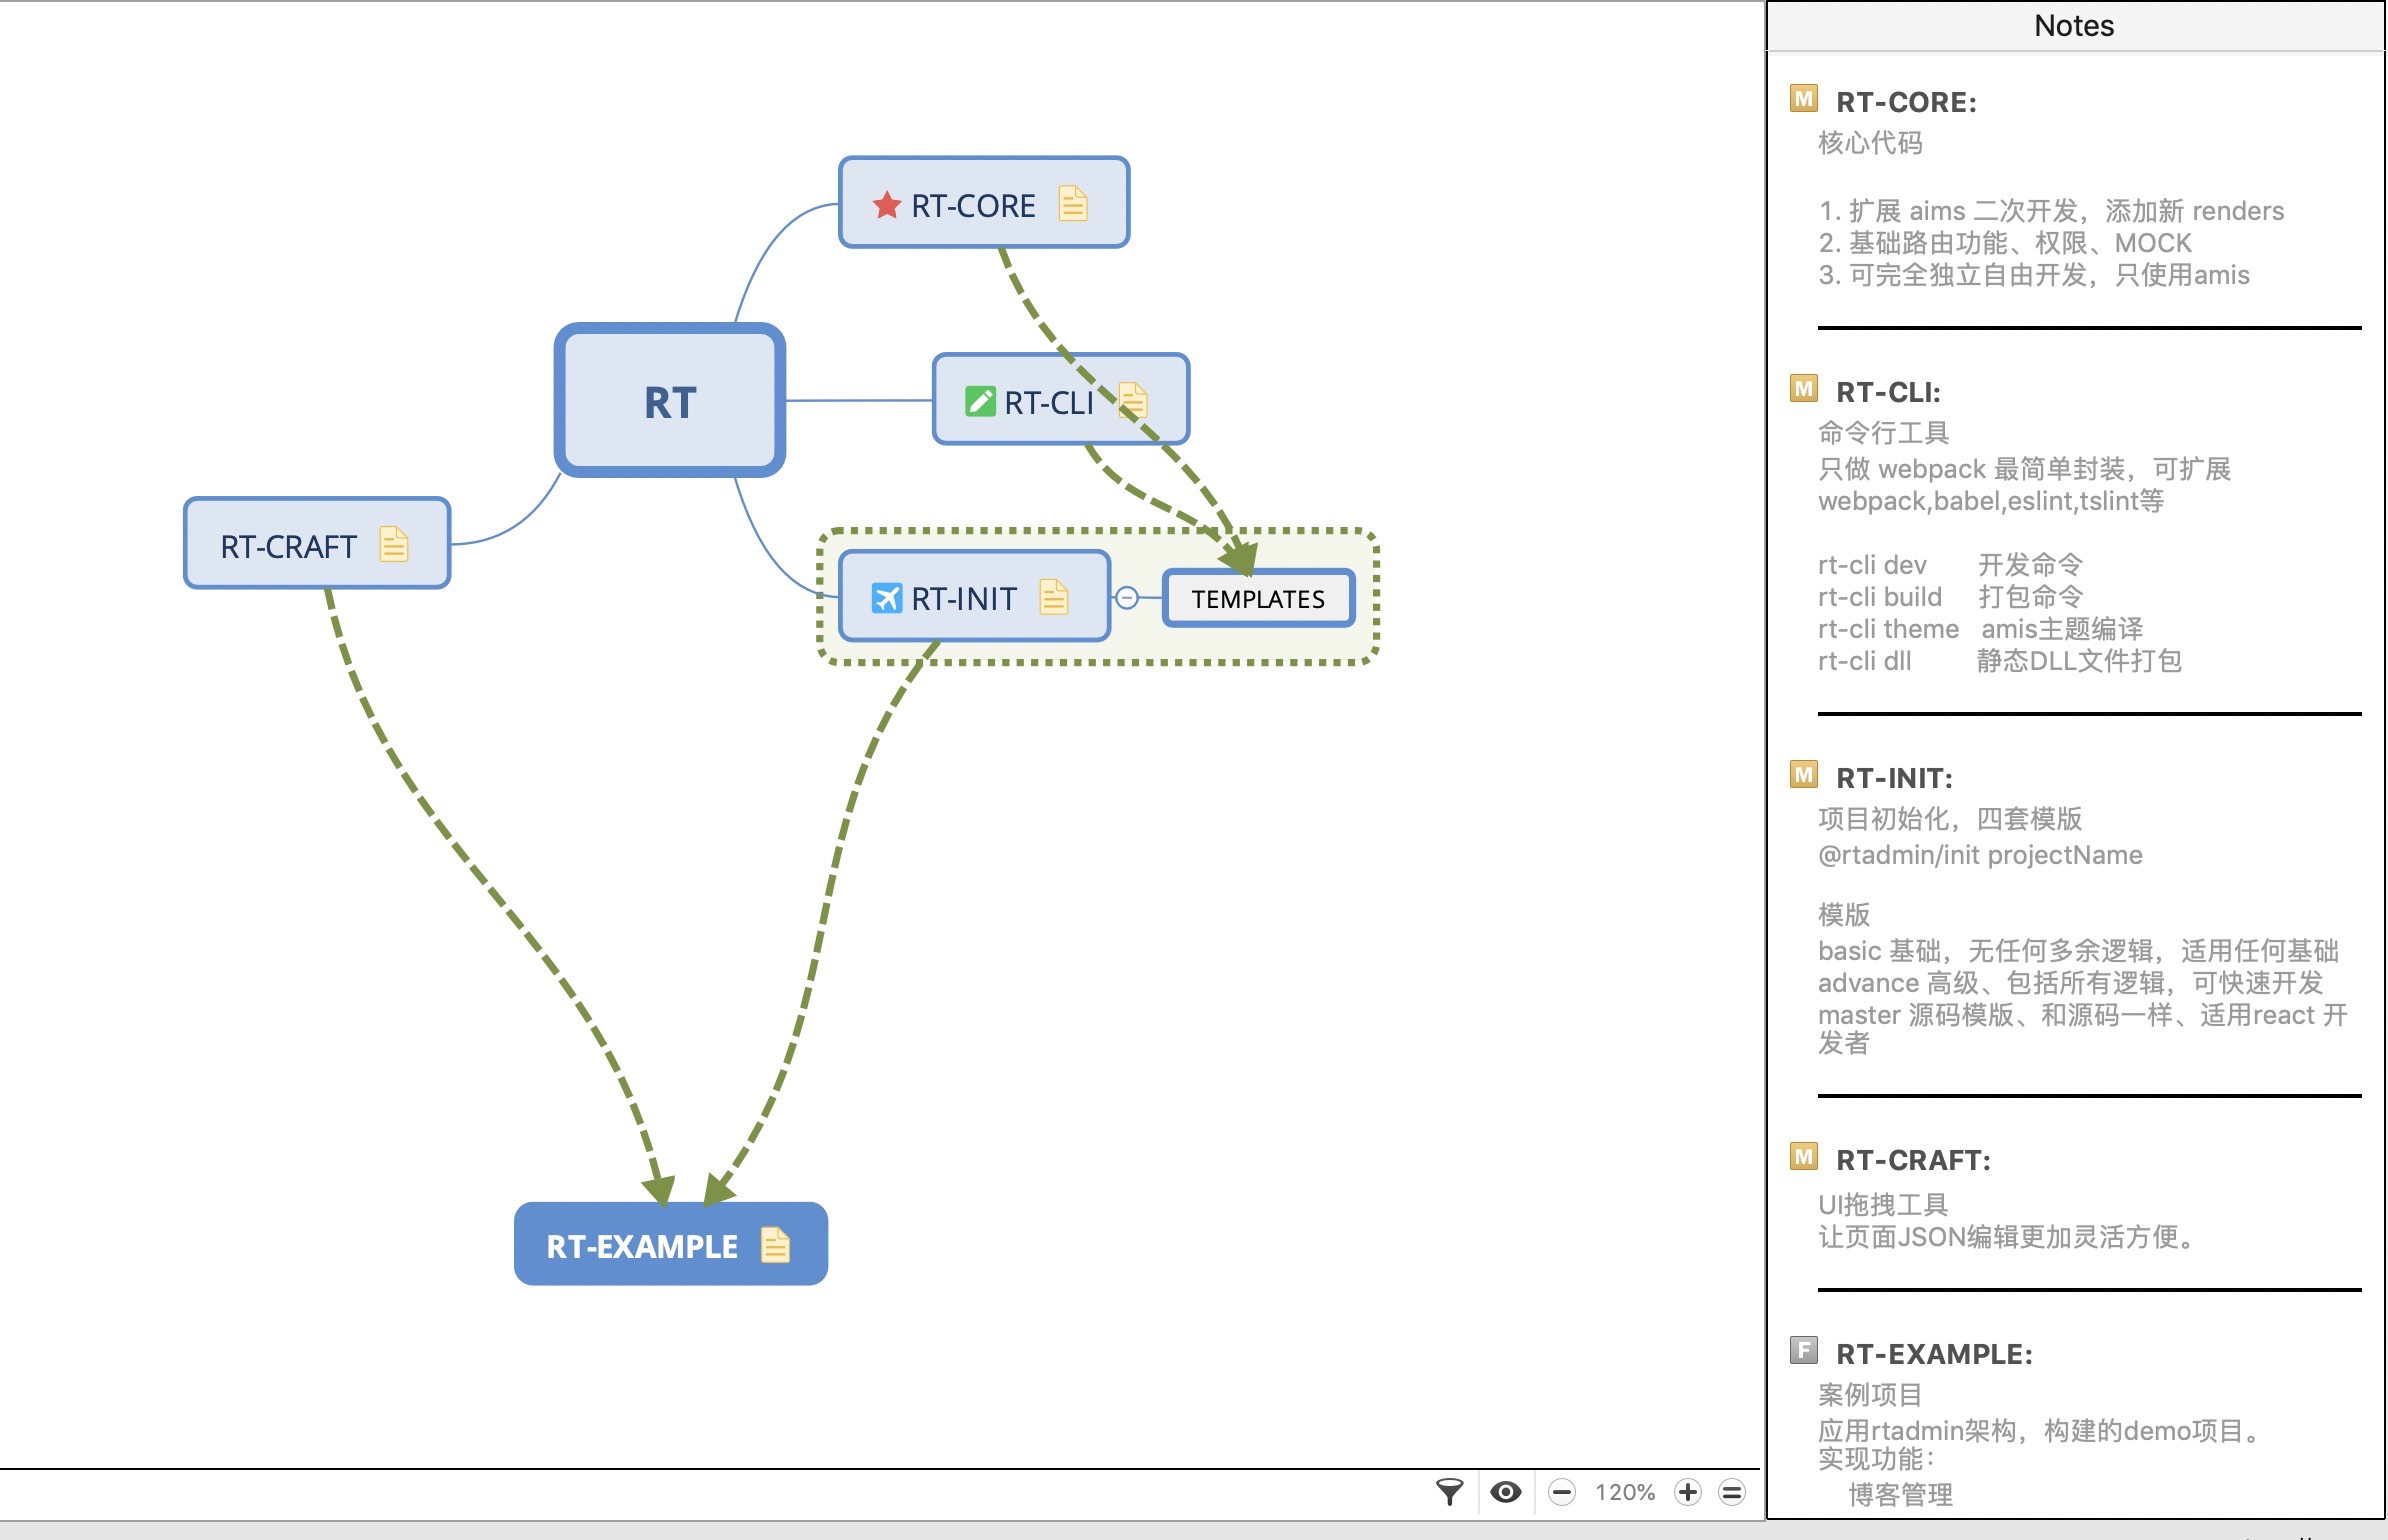 RT-CORE
RT
RT-CLI
RT-CRAFT
RT-INIT
TEMPLATES
RT-EXAMPLE
120%
Notes
M RT-CORE:
核心代码
1. 扩展 aims 二次开发，添加新 renders
2. 基础路由功能、权限、MOCK
3. 可完全独立自由开发，只使用amis
M RT-CLI:
命令行工具
只做 webpack 最简单封装，可扩展
webpack,babel,eslint,tslint等
rt-cli dev 开发命令
rt-cli build 打包命令
rt-cli theme amis主题编译
rt-cli dll 静态DLL文件打包
M RT-INIT:
项目初始化，四套模版
@rtadmin/init projectName
模版
basic 基础，无任何多余逻辑，适用任何基础
advance 高级、包括所有逻辑，可快速开发
master 源码模版、和源码一样、适用react 开
发者
M RT-CRAFT:
UI拖拽工具
让页面JSON编辑更加灵活方便。
F RT-EXAMPLE:
案例项目
应用rtadmin架构，构建的demo项目。
实现功能：
博客管理